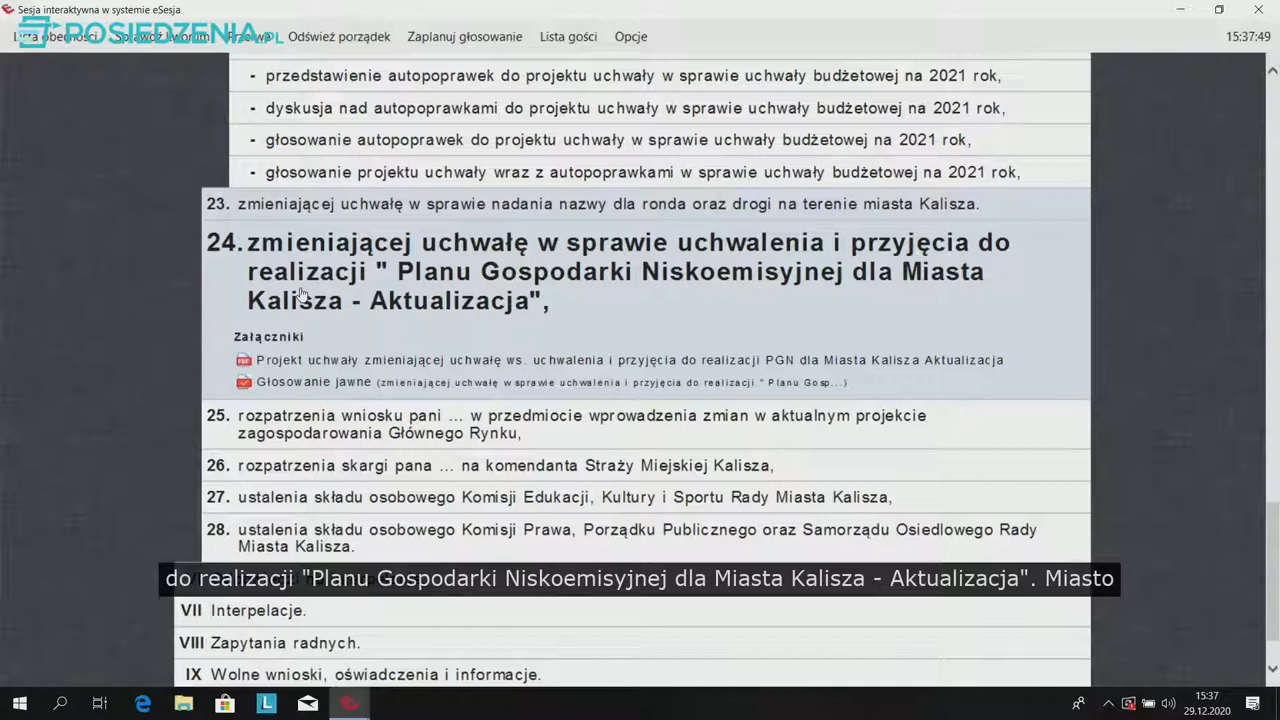 Sesja interaktywna w systemie eSesja
POSIEDZENIA.PL
Lista obecności Sprawdź kworum Przerwa Odśwież porządek Zaplanuj głosowanie Lista gości Opcje 15:37:49
- przedstawienie autopoprawek do projektu uchwały w sprawie uchwały budżetowej na 2021 rok,
- dyskusja nad autopoprawkami do projektu uchwały w sprawie uchwały budżetowej na 2021 rok,
- głosowanie autopoprawek do projektu uchwały w sprawie uchwały budżetowej na 2021 rok,
- głosowanie projektu uchwały wraz z autopoprawkami w sprawie uchwały budżetowej na 2021 rok,
23. zmieniającej uchwałę w sprawie nadania nazwy dla ronda oraz drogi na terenie miasta Kalisza.
24. zmieniającej uchwałę w sprawie uchwalenia i przyjęcia do
realizacji " Planu Gospodarki Niskoemisyjnej dla Miasta
Kalisza - Aktualizacja",
Załączniki
PDF Projekt uchwały zmieniającej uchwałę ws. uchwalenia i przyjęcia do realizacji PGN dla Miasta Kalisza Aktualizacja
Głosowanie jawne (zmieniającej uchwałę w sprawie uchwalenia i przyjęcia do realizacji " Planu Gosp...)
25. rozpatrzenia wniosku pani ... w przedmiocie wprowadzenia zmian w aktualnym projekcie
zagospodarowania Głównego Rynku,
26. rozpatrzenia skargi pana ... na komendanta Straży Miejskiej Kalisza,
27. ustalenia składu osobowego Komisji Edukacji, Kultury i Sportu Rady Miasta Kalisza,
28. ustalenia składu osobowego Komisji Prawa, Porządku Publicznego oraz Samorządu Osiedlowego Rady
Miasta Kalisza.
do realizacji "Planu Gospodarki Niskoemisyjnej dla Miasta Kalisza - Aktualizacja". Miasto
VII Interpelacje.
VIII Zapytania radnych.
IX Wolne wnioski, oświadczenia i informacje.
15:37
29.12.2020